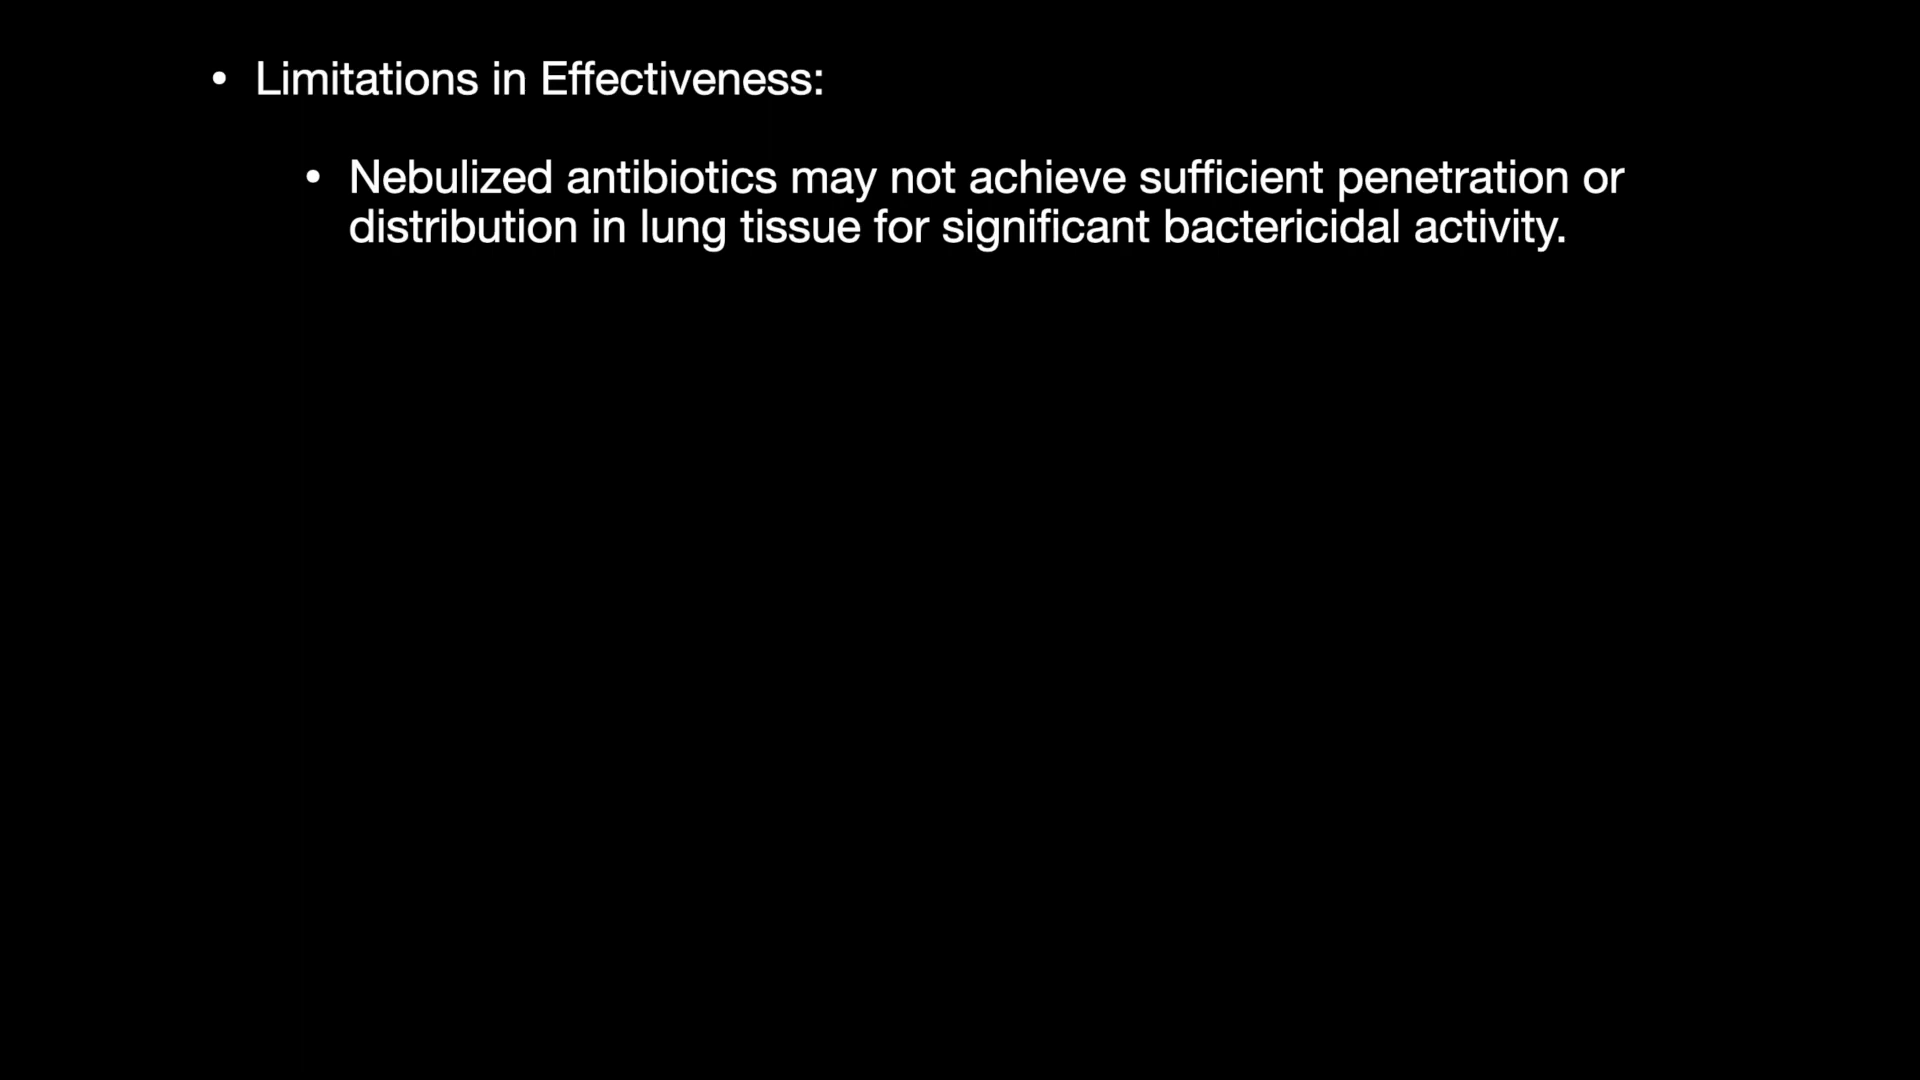 • Limitations in Effectiveness:
• Nebulized antibiotics may not achieve sufficient penetration or
distribution in lung tissue for significant bactericidal activity.